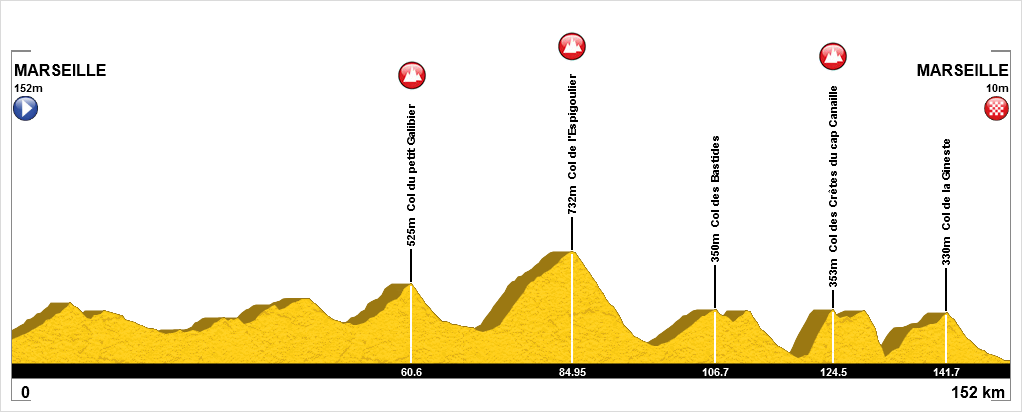 MARSEILLE
152m
MARSEILLE
10m
525m Col du petit Galibier
732m Col de l'Espigoulier
350m Col des Bastides
353m Col des Crêtes du cap Canaille
330m Col de la Gineste
60.6
84.95
106.7
124.5
141.7
0
152 km